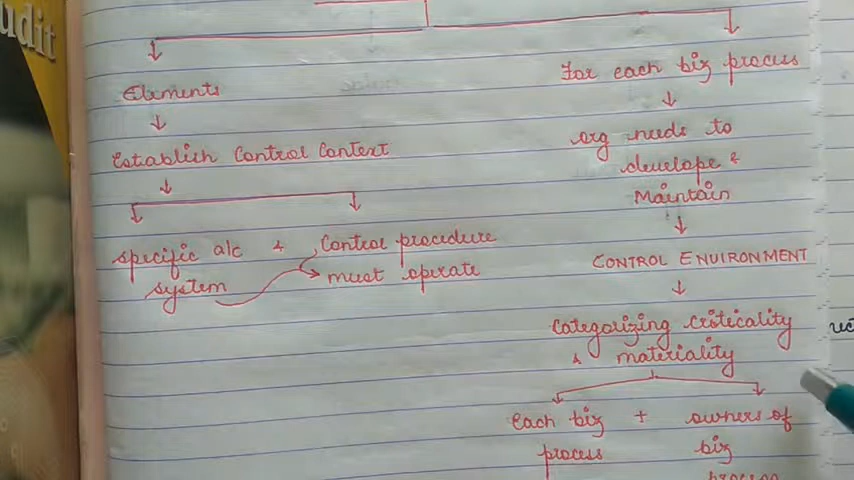 udit
Elements
Establish Control Context
specific a/c & Control procedure
system must operate
For each biz process
org needs to
develope &
Maintain
CONTROL ENVIRONMENT
Categorizing criticality
& materiality
Each biz + owners of
process biz
process